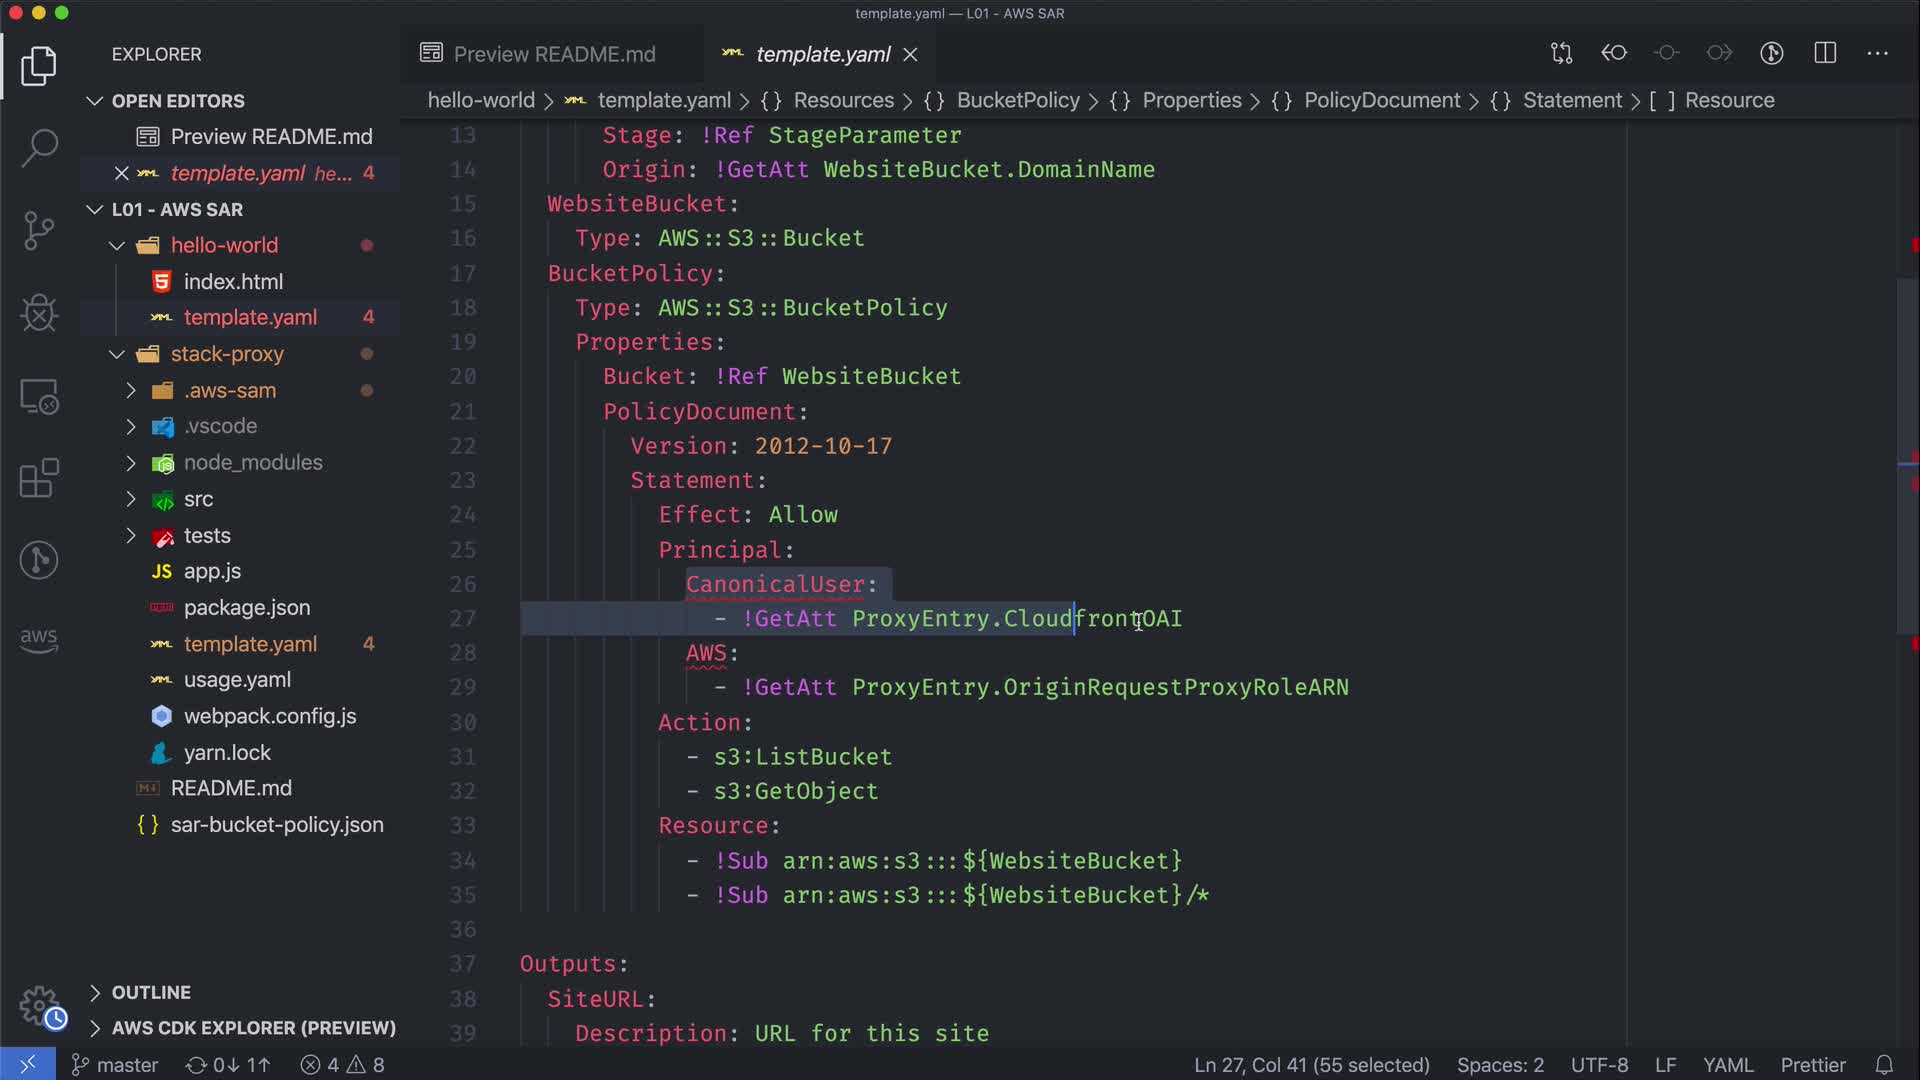 template.yaml — L01 - AWS SAR
EXPLORER
OPEN EDITORS
Preview README.md
template.yaml he... 4
L01 - AWS SAR
hello-world
index.html
template.yaml 4
stack-proxy
.aws-sam
.vscode
node_modules
src
tests
JS app.js
package.json
template.yaml 4
usage.yaml
webpack.config.js
yarn.lock
README.md
{ } sar-bucket-policy.json
OUTLINE
AWS CDK EXPLORER (PREVIEW)
aws
Preview README.md
template.yaml
hello-world > template.yaml > {} Resources > {} BucketPolicy > {} Properties > {} PolicyDocument > {} Statement > [ ] Resource
13 Stage: !Ref StageParameter
14 Origin: !GetAtt WebsiteBucket.DomainName
15 WebsiteBucket:
16 Type: AWS::S3::Bucket
17 BucketPolicy:
18 Type: AWS::S3::BucketPolicy
19 Properties:
20 Bucket: !Ref WebsiteBucket
21 PolicyDocument:
22 Version: 2012-10-17
23 Statement:
24 Effect: Allow
25 Principal:
26 CanonicalUser:
27 - !GetAtt ProxyEntry.CloudfrontOAI
28 AWS:
29 - !GetAtt ProxyEntry.OriginRequestProxyRoleARN
30 Action:
31 - s3:ListBucket
32 - s3:GetObject
33 Resource:
34 - !Sub arn:aws:s3:::${WebsiteBucket}
35 - !Sub arn:aws:s3:::${WebsiteBucket}/*
36
37 Outputs:
38 SiteURL:
39 Description: URL for this site
master 0↓ 1↑ 4 8
Ln 27, Col 41 (55 selected) Spaces: 2 UTF-8 LF YAML Prettier